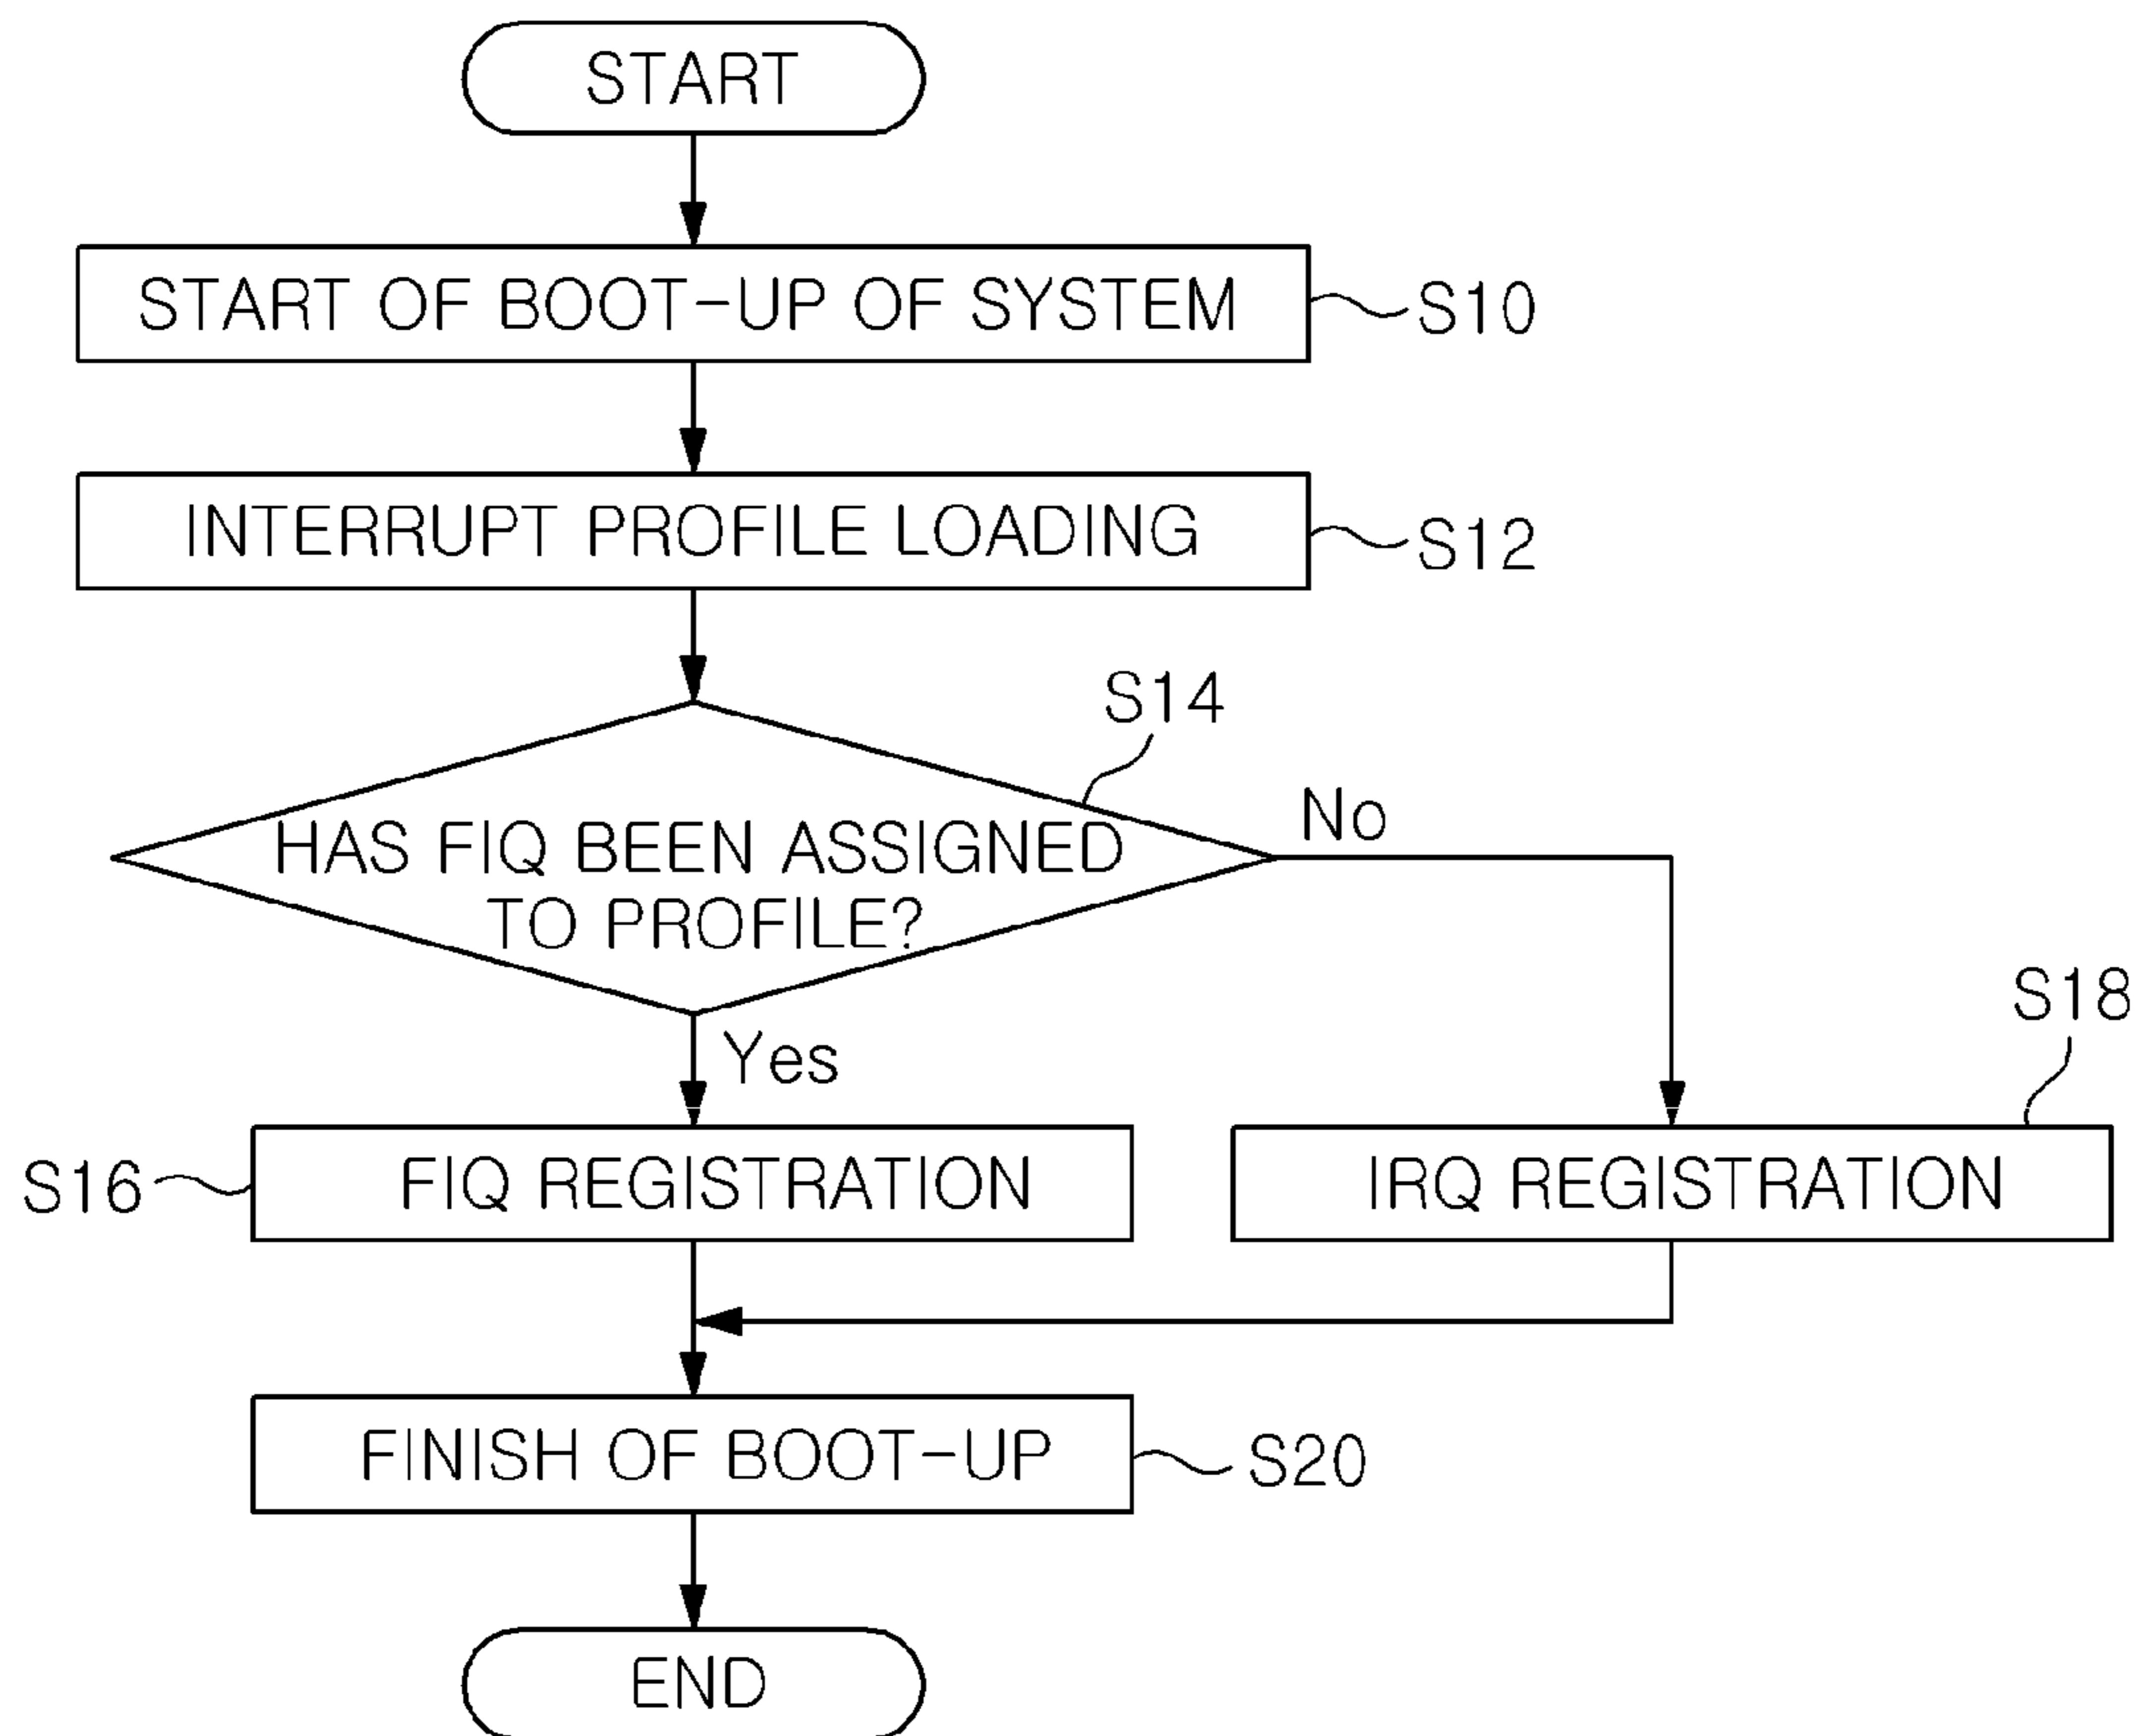 START
START OF BOOT-UP OF SYSTEM
S10
INTERRUPT PROFILE LOADING
S12
S14
HAS FIQ BEEN ASSIGNED
TO PROFILE?
No
Yes
S18
S16
FIQ REGISTRATION
IRQ REGISTRATION
FINISH OF BOOT-UP
S20
END